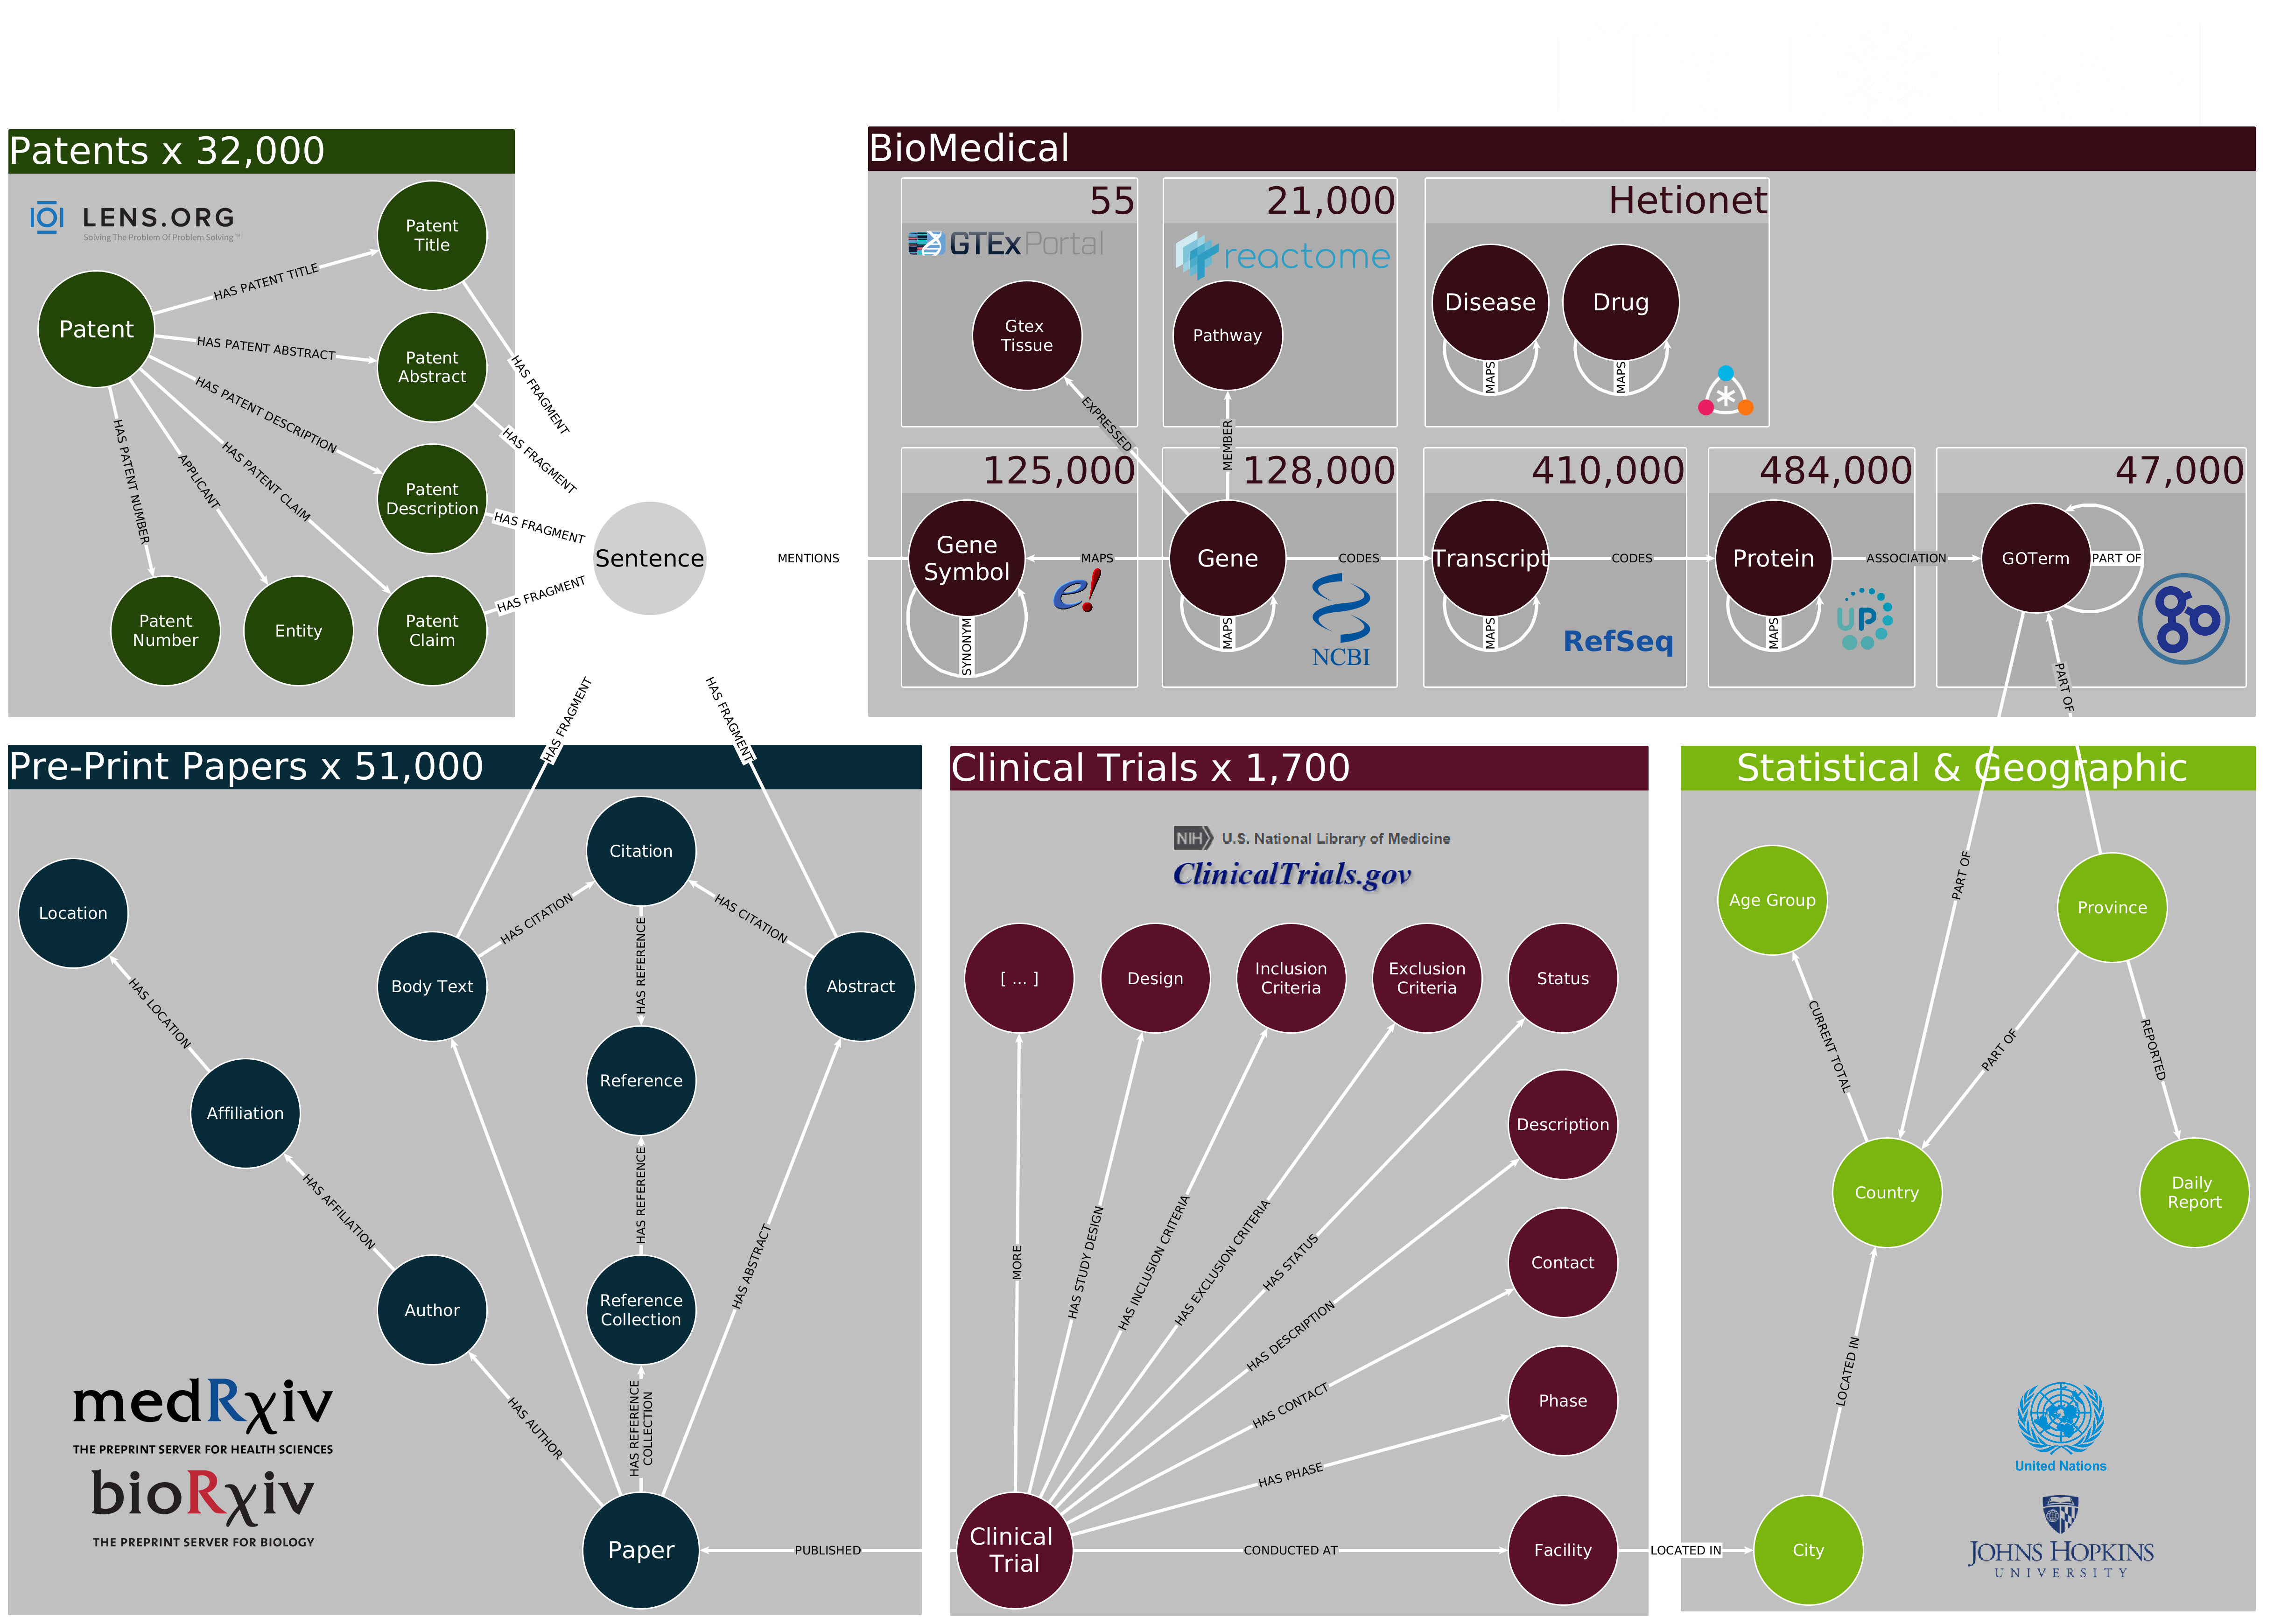 Patents x 32,000
LENS.ORG
Solving The Problem Of Problem Solving™
Patent
HAS PATENT TITLE
Patent
Title
HAS PATENT ABSTRACT
Patent
Abstract
HAS PATENT DESCRIPTION
Patent
Description
HAS PATENT CLAIM
Patent
Claim
APPLICANT
Entity
HAS PATENT NUMBER
Patent
Number
HAS FRAGMENT
HAS FRAGMENT
HAS FRAGMENT
HAS FRAGMENT
Sentence
MENTIONS
HAS FRAGMENT
HAS FRAGMENT
BioMedical
55
GTEx Portal
Gtex
Tissue
EXPRESSED
21,000
reactome
Pathway
MEMBER
Hetionet
Disease
MAPS
Drug
MAPS
125,000
Gene
Symbol
SYNONYM
MAPS
e!
128,000
Gene
MAPS
CODES
NCBI
410,000
Transcript
MAPS
CODES
RefSeq
484,000
Protein
MAPS
ASSOCIATION
UP
47,000
GOTerm
PART OF
go
PART OF
Pre-Print Papers x 51,000
Location
HAS LOCATION
Affiliation
HAS AFFILIATION
Author
HAS AUTHOR
Citation
HAS CITATION
HAS CITATION
Body Text
Abstract
HAS REFERENCE
Reference
HAS REFERENCE
Reference
Collection
HAS REFERENCE
COLLECTION
HAS ABSTRACT
Paper
medRχiv
THE PREPRINT SERVER FOR HEALTH SCIENCES
bioRχiv
THE PREPRINT SERVER FOR BIOLOGY
PUBLISHED
Clinical Trials x 1,700
NIH U.S. National Library of Medicine
ClinicalTrials.gov
[ ... ]
Design
Inclusion
Criteria
Exclusion
Criteria
Status
Description
Contact
Phase
Facility
MORE
HAS STUDY DESIGN
HAS INCLUSION CRITERIA
HAS EXCLUSION CRITERIA
HAS STATUS
HAS DESCRIPTION
HAS CONTACT
HAS PHASE
CONDUCTED AT
Clinical
Trial
LOCATED IN
Statistical & Geographic
Age Group
Province
PART OF
CURRENT TOTAL
PART OF
REPORTED
Country
Daily
Report
LOCATED IN
City
United Nations
JOHNS HOPKINS
UNIVERSITY